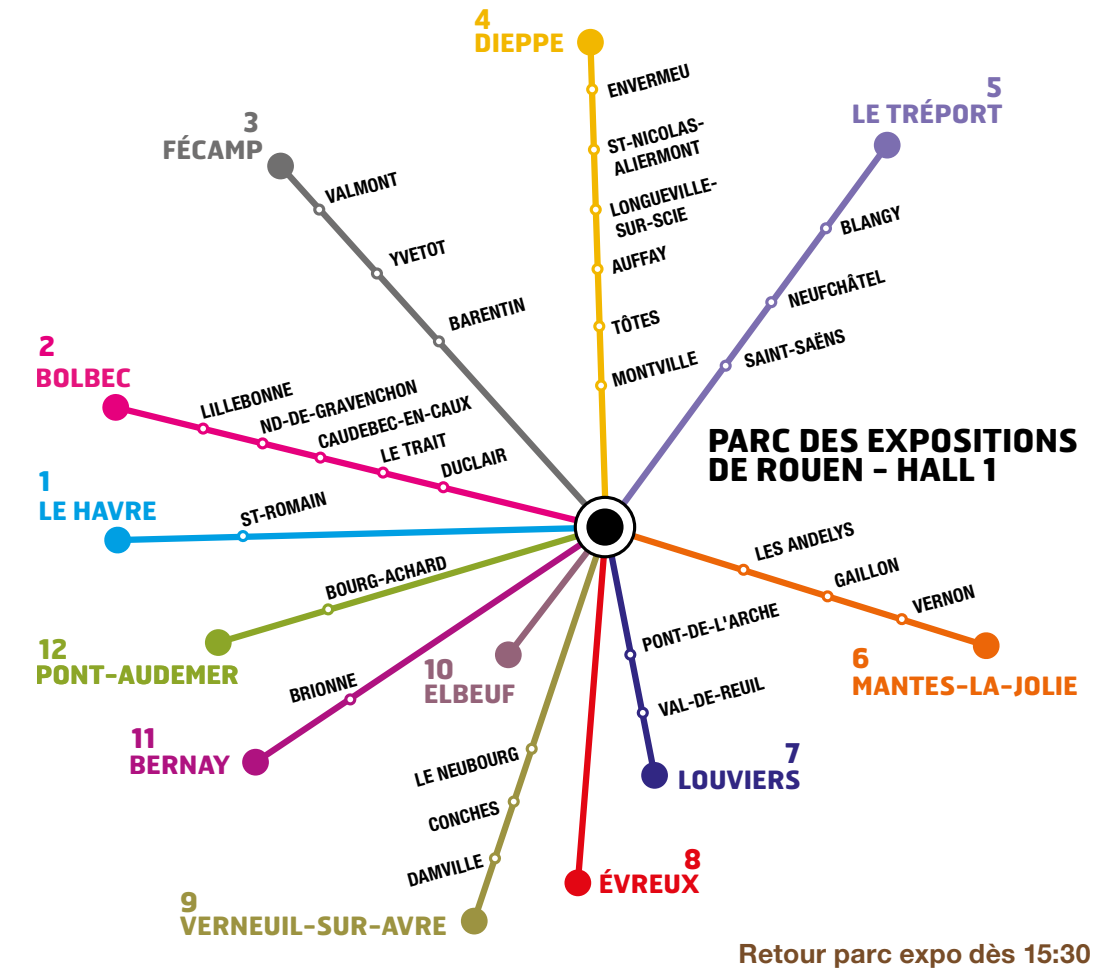 4
DIEPPE
ENVERMEU
ST-NICOLAS-
ALIERMONT
LONGUEVILLE-
SUR-SCIE
AUFFAY
TÔTES
MONTVILLE
5
LE TRÉPORT
BLANGY
NEUFCHÂTEL
SAINT-SAËNS
3
FÉCAMP
VALMONT
YVETOT
BARENTIN
2
BOLBEC
LILLEBONNE
ND-DE-GRAVENCHON
CAUDEBEC-EN-CAUX
LE TRAIT
DUCLAIR
PARC DES EXPOSITIONS
DE ROUEN - HALL 1
1
LE HAVRE
ST-ROMAIN
LES ANDELYS
GAILLON
VERNON
6
MANTES-LA-JOLIE
BOURG-ACHARD
12
PONT-AUDEMER
BRIONNE
11
BERNAY
10
ELBEUF
PONT-DE-L'ARCHE
VAL-DE-REUIL
7
LOUVIERS
LE NEUBOURG
CONCHES
DAMVILLE
9
VERNEUIL-SUR-AVRE
8
ÉVREUX
Retour parc expo dès 15:30